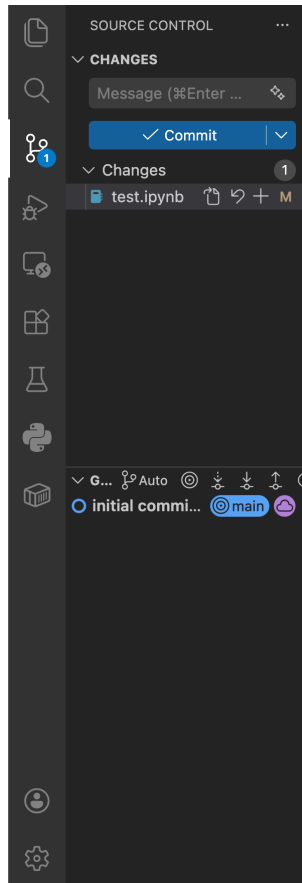 SOURCE CONTROL
CHANGES
Message (⌘Enter ...
Commit
Changes 1
test.ipynb M
1
G... Auto
initial commi... main